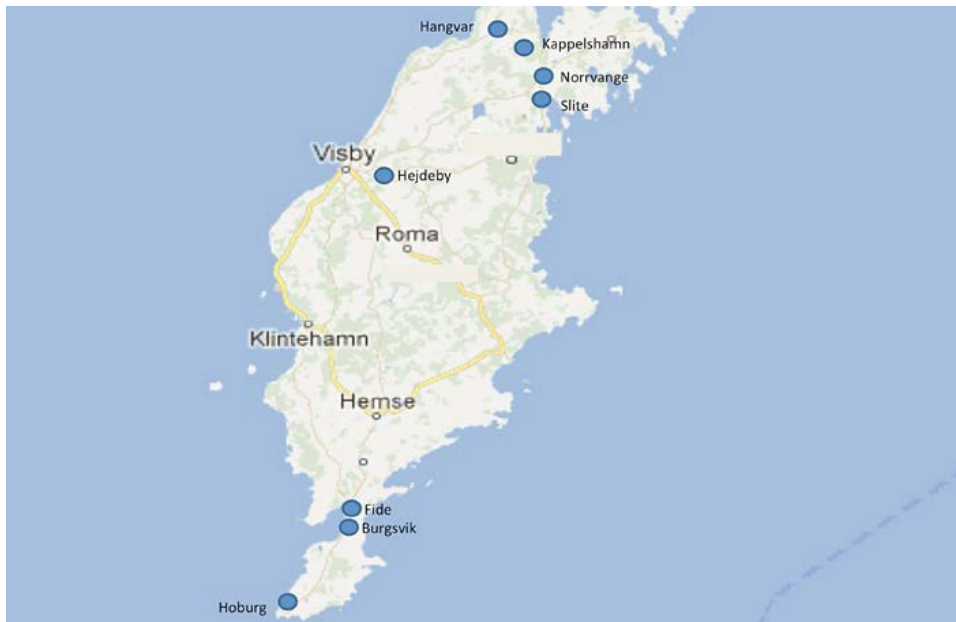 Hangvar
Kappelshamn
Norrvange
Slite
Visby
Hejdeby
Roma
Klintehamn
Hemse
Fide
Burgsvik
Hoburg